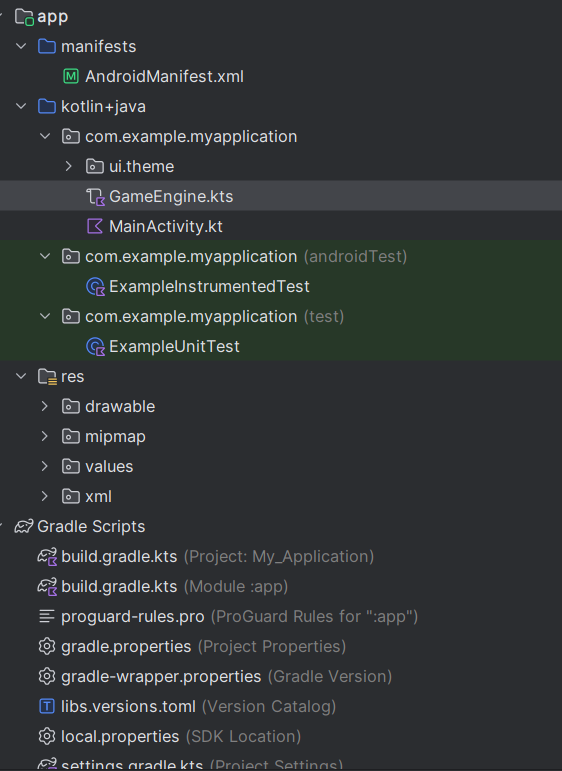 app
manifests
AndroidManifest.xml
kotlin+java
com.example.myapplication
ui.theme
GameEngine.kts
MainActivity.kt
com.example.myapplication (androidTest)
ExampleInstrumentedTest
com.example.myapplication (test)
ExampleUnitTest
res
drawable
mipmap
values
xml
Gradle Scripts
build.gradle.kts (Project: My_Application)
build.gradle.kts (Module :app)
proguard-rules.pro (ProGuard Rules for ":app")
gradle.properties (Project Properties)
gradle-wrapper.properties (Gradle Version)
libs.versions.toml (Version Catalog)
local.properties (SDK Location)
settings.gradle.kts (Project Settings)